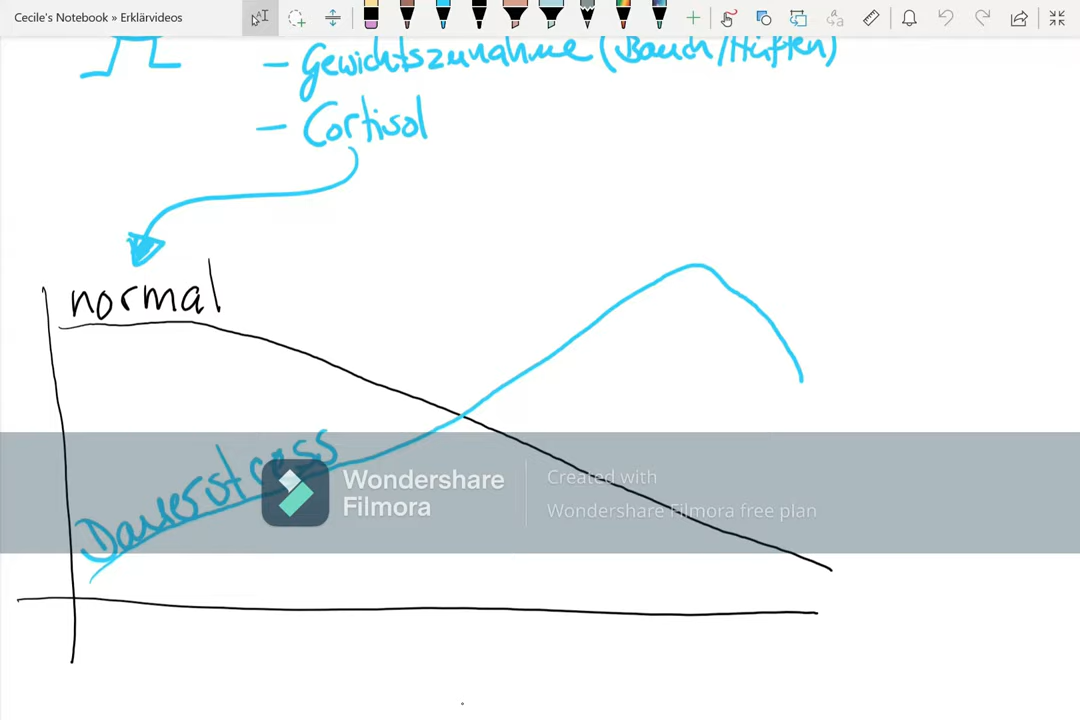 Cecile's Notebook » Erklärvideos
- Gewichtszunahme (Bauch/Hüften)
- Cortisol
normal
Dauerstress
Wondershare
Filmora
Created with
Wondershare Filmora free plan